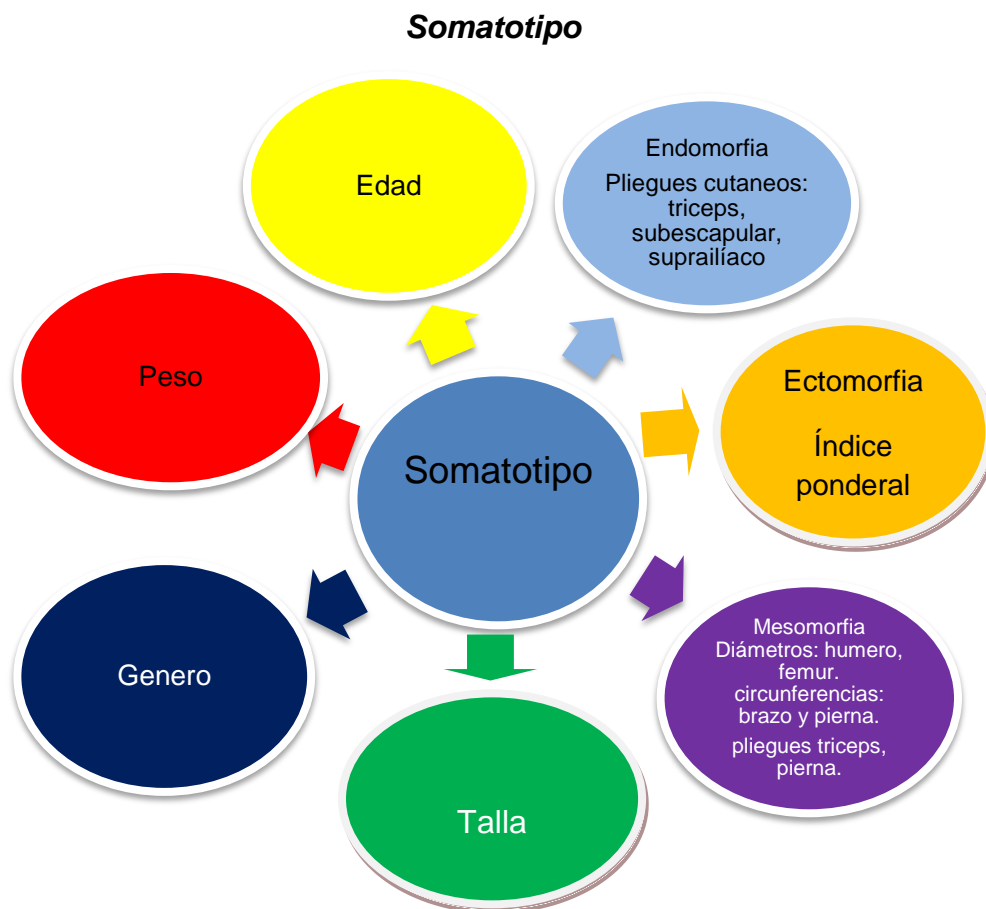 Somatotipo
Edad
Endomorfia
Pliegues cutaneos:
triceps,
subescapular,
suprailíaco
Peso
Ectomorfia
Índice
ponderal
Somatotipo
Genero
Mesomorfia
Diámetros: humero,
femur.
circunferencias:
brazo y pierna.
pliegues triceps,
pierna.
Talla